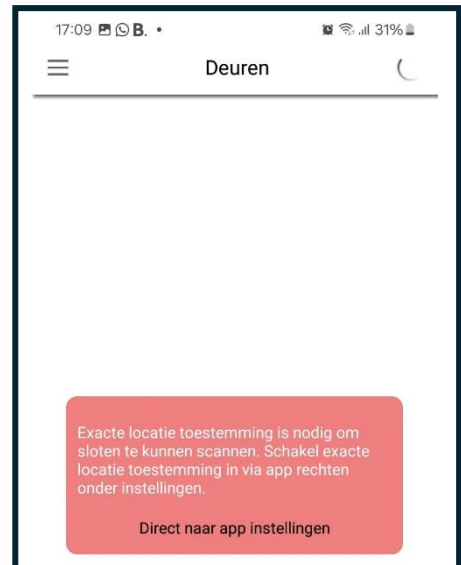 17:09 B. •
31%
Deuren
Exacte locatie toestemming is nodig om
sloten te kunnen scannen. Schakel exacte
locatie toestemming in via app rechten
onder instellingen.
Direct naar app instellingen